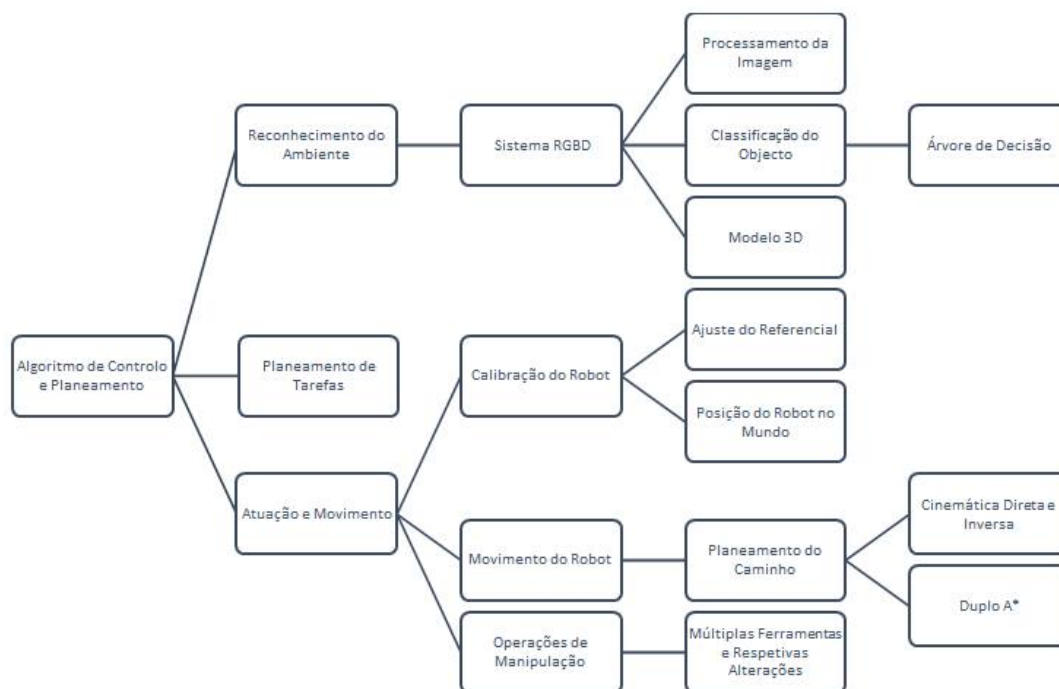 Processamento da
Imagem
Reconhecimento do
Ambiente
Sistema RGBD
Classificação do
Objecto
Árvore de Decisão
Modelo 3D
Ajuste do Referencial
Algoritmo de Controlo
e Planeamento
Planeamento de
Tarefas
Calibração do Robot
Posição do Robot no
Mundo
Atuação e Movimento
Cinemática Direta e
Inversa
Movimento do Robot
Planeamento do
Caminho
Duplo A*
Operações de
Manipulação
Múltiplas Ferramentas
e Respetivas
Alterações